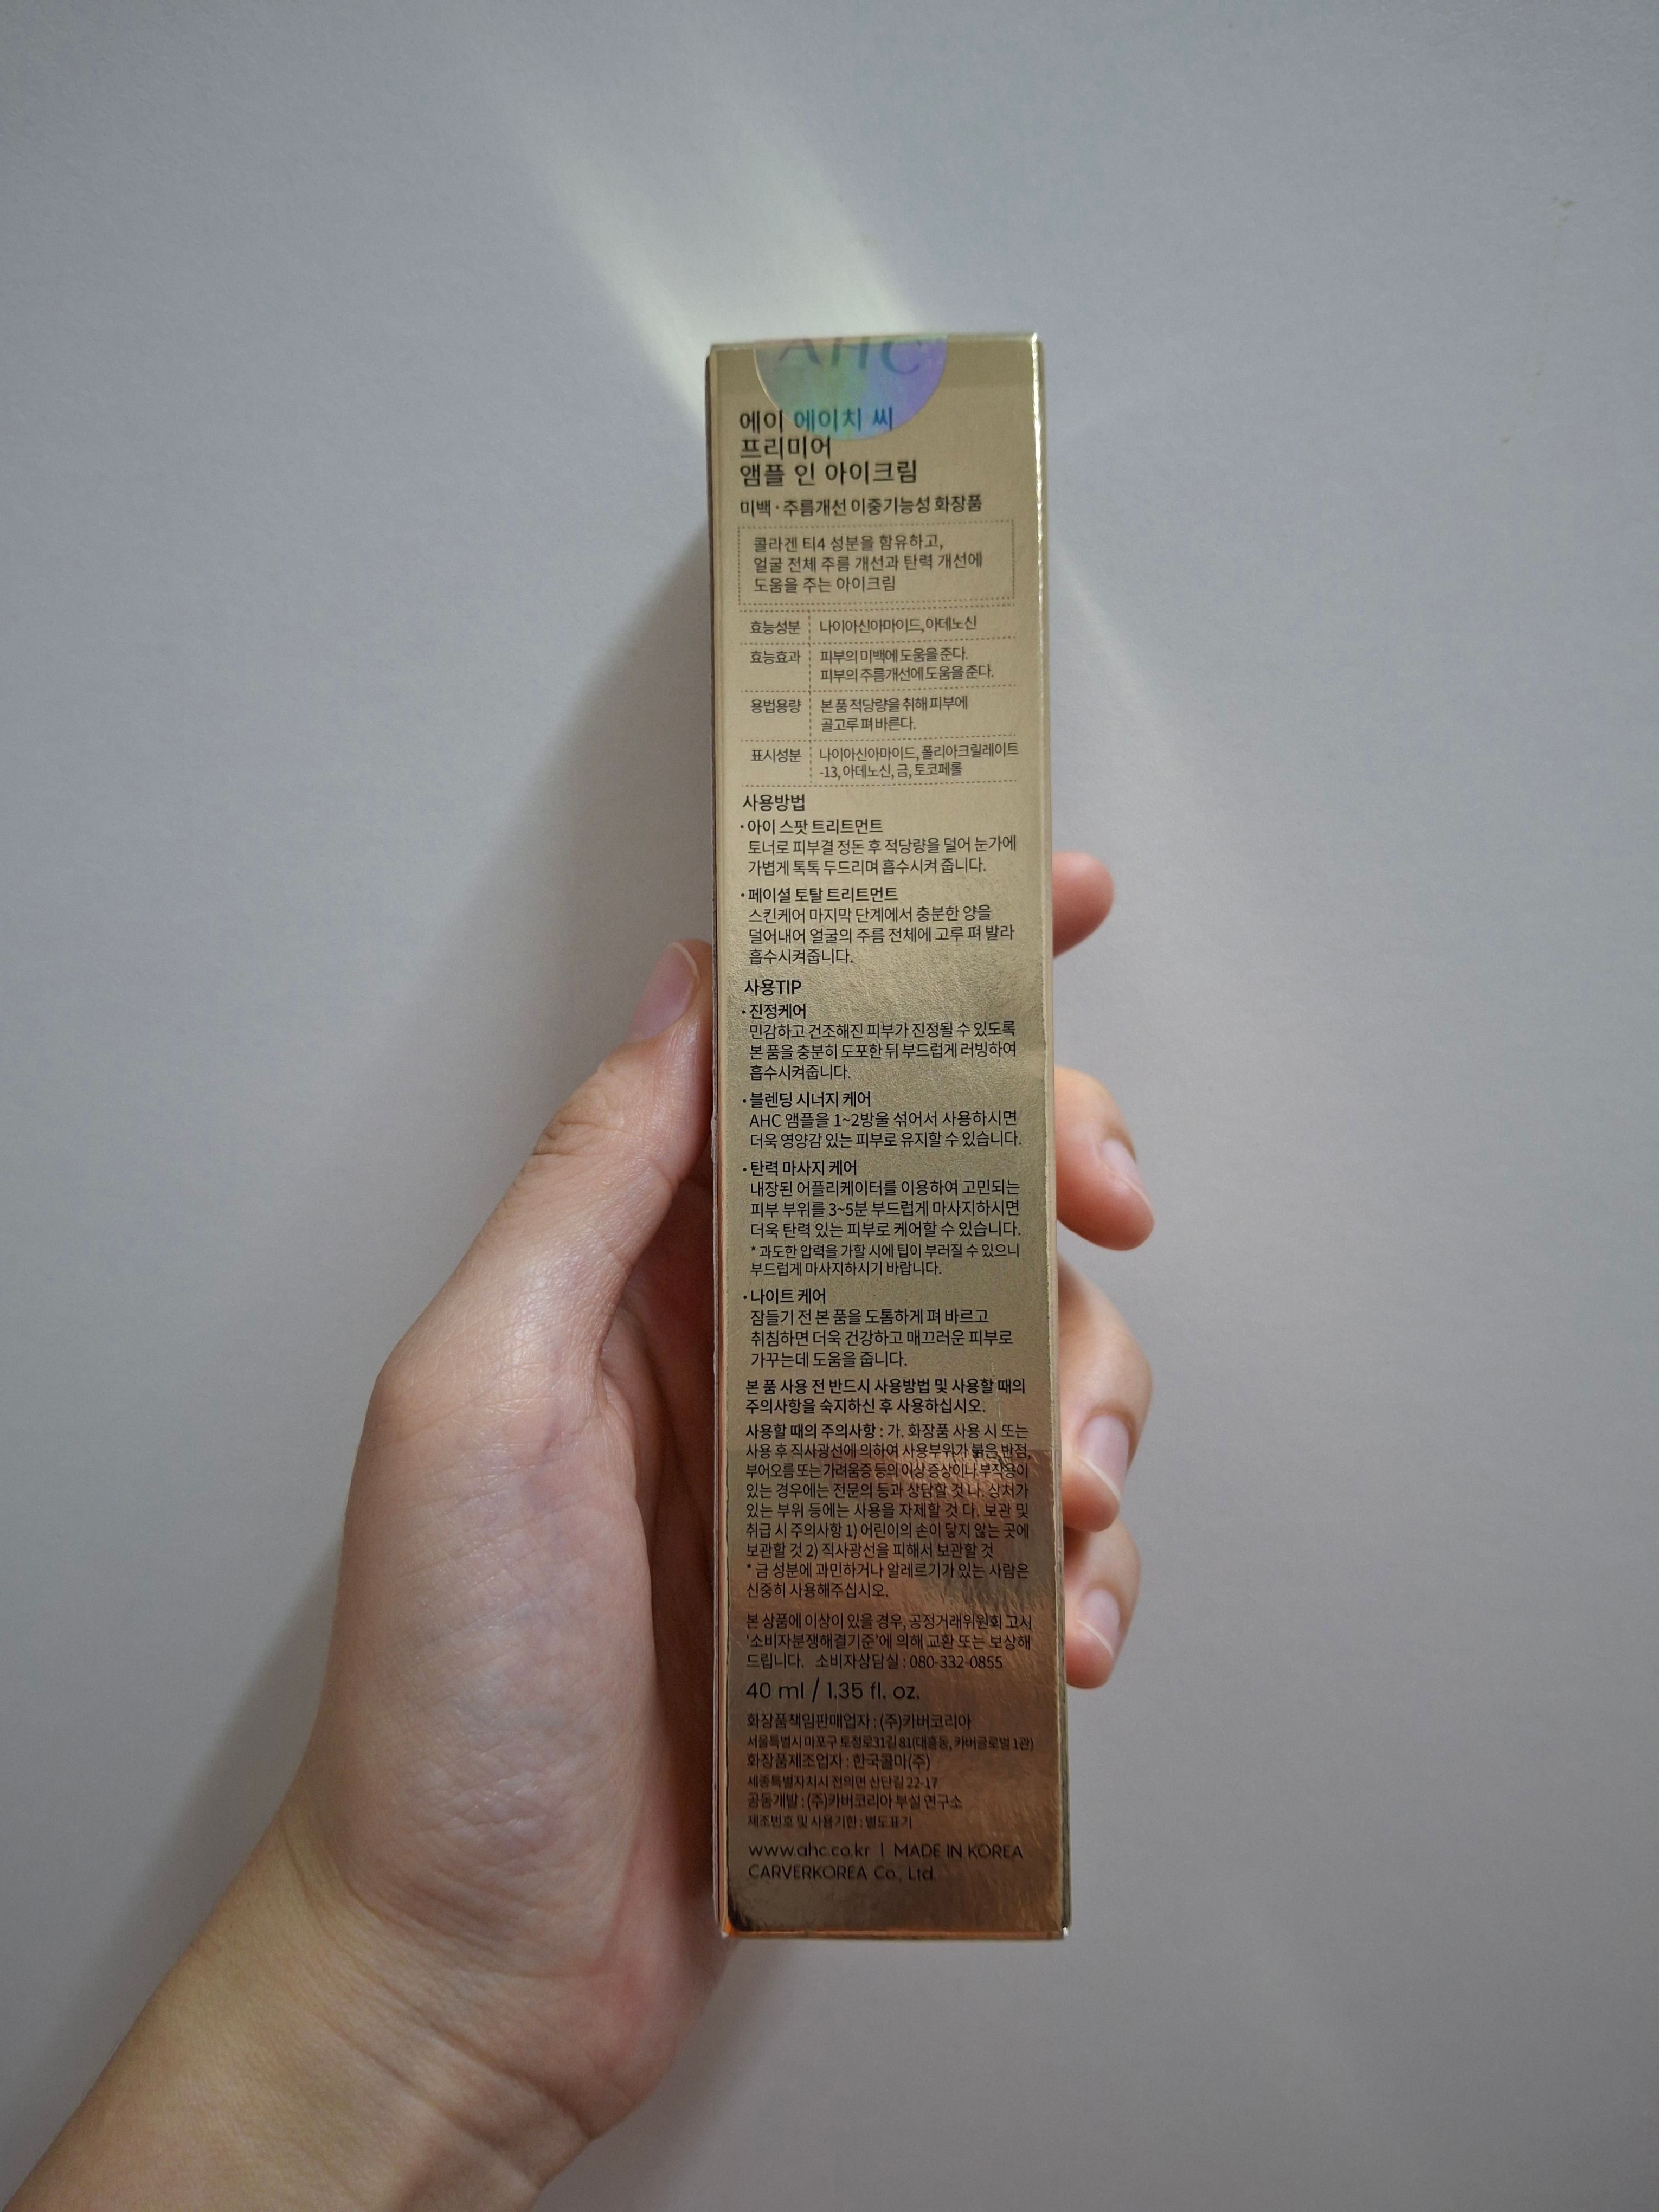 AHC
에이 에이치 씨
프리미어
앰플 인 아이크림
미백 · 주름개선 이중기능성 화장품
콜라겐 티4 성분을 함유하고,
얼굴 전체 주름 개선과 탄력 개선에
도움을 주는 아이크림
효능성분 나이아신아마이드, 아데노신
효능효과 피부의 미백에 도움을 준다.
피부의 주름개선에 도움을 준다.
용법용량 본 품 적당량을 취해 피부에
골고루 펴 바른다.
표시성분 나이아신아마이드, 폴리아크릴레이트
-13, 아데노신, 금, 토코페롤
사용방법
· 아이 스팟 트리트먼트
토너로 피부결 정돈 후 적당량을 덜어 눈가에
가볍게 톡톡 두드리며 흡수시켜 줍니다.
· 페이셜 토탈 트리트먼트
스킨케어 마지막 단계에서 충분한 양을
덜어내어 얼굴의 주름 전체에 고루 펴 발라
흡수시켜줍니다.
사용TIP
· 진정케어
민감하고 건조해진 피부가 진정될 수 있도록
본 품을 충분히 도포한 뒤 부드럽게 러빙하여
흡수시켜줍니다.
· 블렌딩 시너지 케어
AHC 앰플을 1~2방울 섞어서 사용하시면
더욱 영양감 있는 피부로 유지할 수 있습니다.
· 탄력 마사지 케어
내장된 어플리케이터를 이용하여 고민되는
피부 부위를 3~5분 부드럽게 마사지하시면
더욱 탄력 있는 피부로 케어할 수 있습니다.
* 과도한 압력을 가할 시에 팁이 부러질 수 있으니
부드럽게 마사지하시기 바랍니다.
· 나이트 케어
잠들기 전 본 품을 도톰하게 펴 바르고
취침하면 더욱 건강하고 매끄러운 피부로
가꾸는데 도움을 줍니다.
본 품 사용 전 반드시 사용방법 및 사용할 때의
주의사항을 숙지하신 후 사용하십시오.
사용할 때의 주의사항 : 가. 화장품 사용 시 또는
사용 후 직사광선에 의하여 사용부위가 붉은 반점,
부어오름 또는 가려움증 등의 이상 증상이나 부작용이
있는 경우에는 전문의 등과 상담할 것 나. 상처가
있는 부위 등에는 사용을 자제할 것 다. 보관 및
취급 시 주의사항 1) 어린이의 손이 닿지 않는 곳에
보관할 것 2) 직사광선을 피해서 보관할 것
* 금 성분에 과민하거나 알레르기가 있는 사람은
신중히 사용해주십시오.
본 상품에 이상이 있을 경우, 공정거래위원회 고시
'소비자분쟁해결기준'에 의해 교환 또는 보상해
드립니다. 소비자상담실 : 080-332-0855
40 ml / 1.35 fl. oz.
화장품책임판매업자 : (주)카버코리아
서울특별시 마포구 토정로31길 81(대흥동, 카버글로벌 1관)
화장품제조업자 : 한국콜마(주)
세종특별자치시 전의면 산단길 22-17
공동개발 : (주)카버코리아 부설 연구소
제조번호 및 사용기한 : 별도표기
www.ahc.co.kr | MADE IN KOREA
CARVERKOREA Co., Ltd.